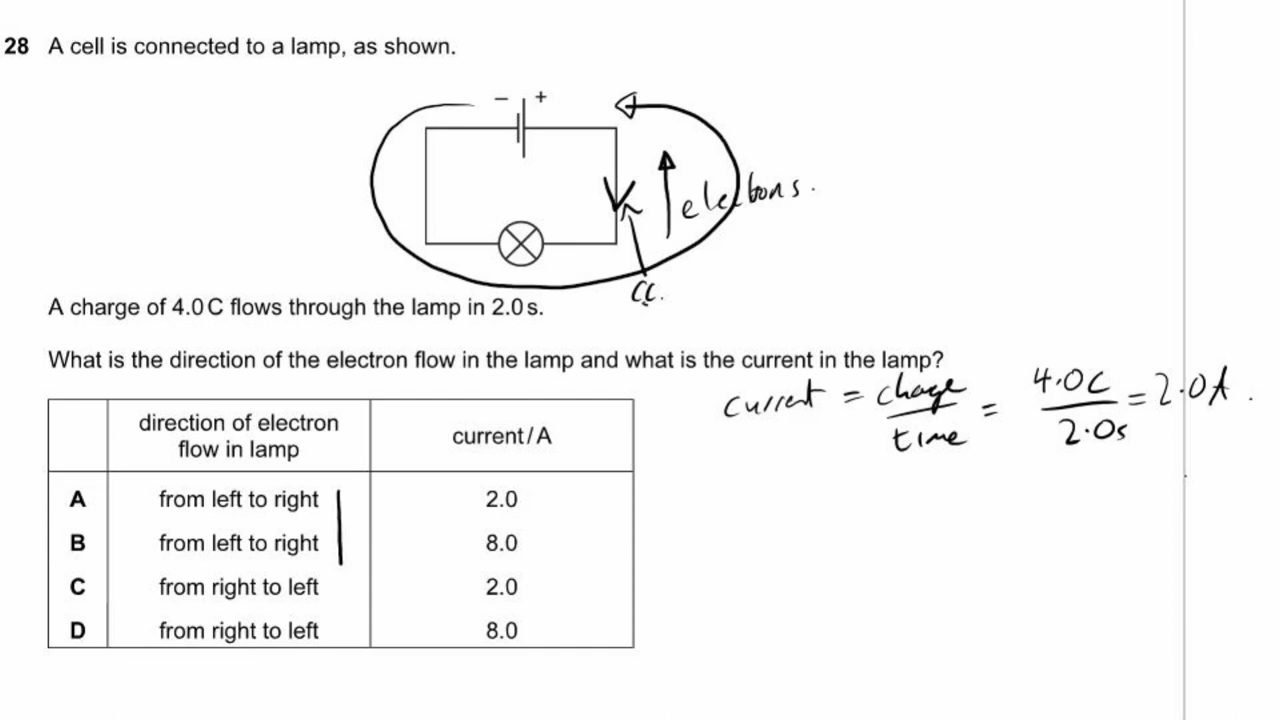 28 A cell is connected to a lamp, as shown.
− +
electrons.
cc.
A charge of 4.0 C flows through the lamp in 2.0 s.
What is the direction of the electron flow in the lamp and what is the current in the lamp?
current = charge / time = 4.0C / 2.0s = 2.0A.
direction of electron flow in lamp current / A
A from left to right 2.0
B from left to right 8.0
C from right to left 2.0
D from right to left 8.0